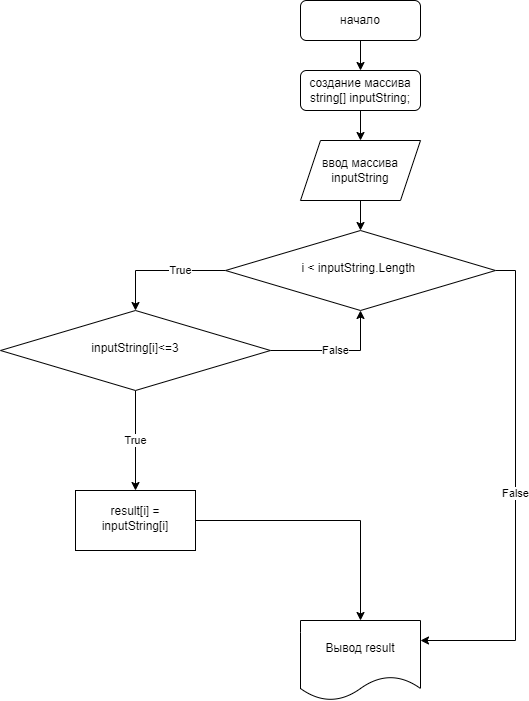 начало
создание массива
string[] inputString;
ввод массива
inputString
i < inputString.Length
True
inputString[i]<=3
False
True
result[i] =
inputString[i]
False
Вывод result